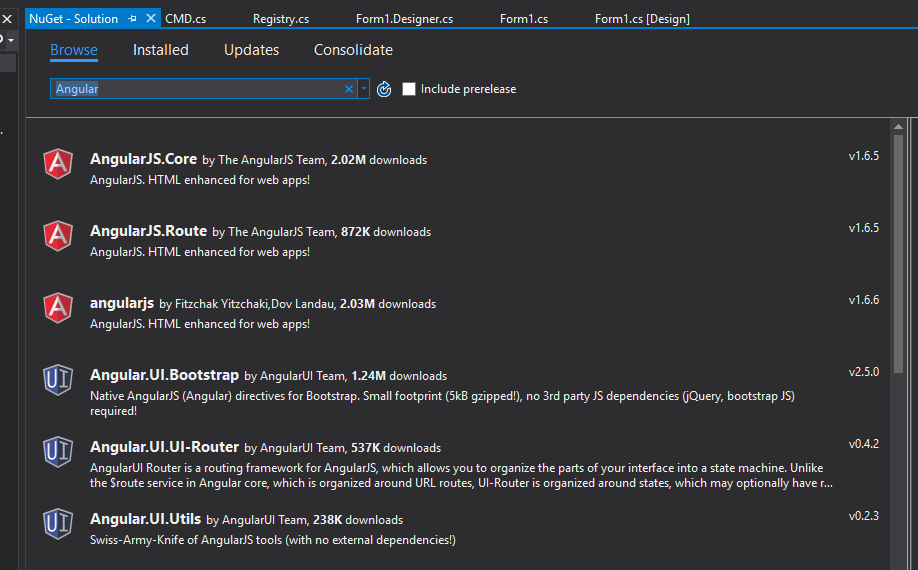 NuGet - Solution CMD.cs Registry.cs Form1.Designer.cs Form1.cs Form1.cs [Design]
Browse Installed Updates Consolidate
Angular Include prerelease
AngularJS.Core by The AngularJS Team, 2.02M downloads v1.6.5
AngularJS. HTML enhanced for web apps!
AngularJS.Route by The AngularJS Team, 872K downloads v1.6.5
AngularJS. HTML enhanced for web apps!
angularjs by Fitzchak Yitzchaki,Dov Landau, 2.03M downloads v1.6.6
AngularJS. HTML enhanced for web apps!
Angular.UI.Bootstrap by AngularUI Team, 1.24M downloads v2.5.0
Native AngularJS (Angular) directives for Bootstrap. Small footprint (5kB gzipped!), no 3rd party JS dependencies (jQuery, bootstrap JS)
required!
Angular.UI.UI-Router by AngularUI Team, 537K downloads v0.4.2
AngularUI Router is a routing framework for AngularJS, which allows you to organize the parts of your interface into a state machine. Unlike
the $route service in Angular core, which is organized around URL routes, UI-Router is organized around states, which may optionally have r...
Angular.UI.Utils by AngularUI Team, 238K downloads v0.2.3
Swiss-Army-Knife of AngularJS tools (with no external dependencies!)